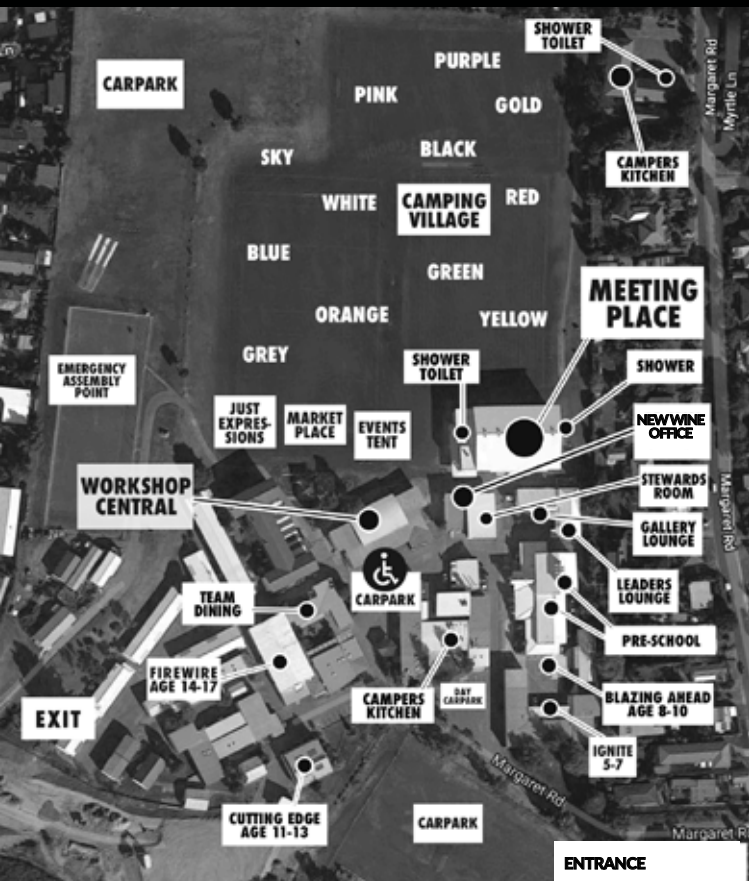 SHOWER
TOILET
PURPLE
CARPARK
PINK
GOLD
Margaret Rd
Myrtle Ln
BLACK
SKY
CAMPERS
KITCHEN
WHITE
CAMPING
VILLAGE
RED
BLUE
GREEN
MEETING
PLACE
ORANGE
YELLOW
GREY
SHOWER
TOILET
SHOWER
EMERGENCY
ASSEMBLY
POINT
JUST
EXPRES-
SIONS
MARKET
PLACE
EVENTS
TENT
NEW WINE
OFFICE
WORKSHOP
CENTRAL
STEWARDS
ROOM
Margaret Rd
GALLERY
LOUNGE
CARPARK
LEADERS
LOUNGE
TEAM
DINING
PRE-SCHOOL
FIREWIRE
AGE 14-17
CAMPERS
KITCHEN
DAY
CARPARK
BLAZING AHEAD
AGE 8-10
EXIT
IGNITE
5-7
Margaret Rd
CUTTING EDGE
AGE 11-13
CARPARK
Margaret R
ENTRANCE